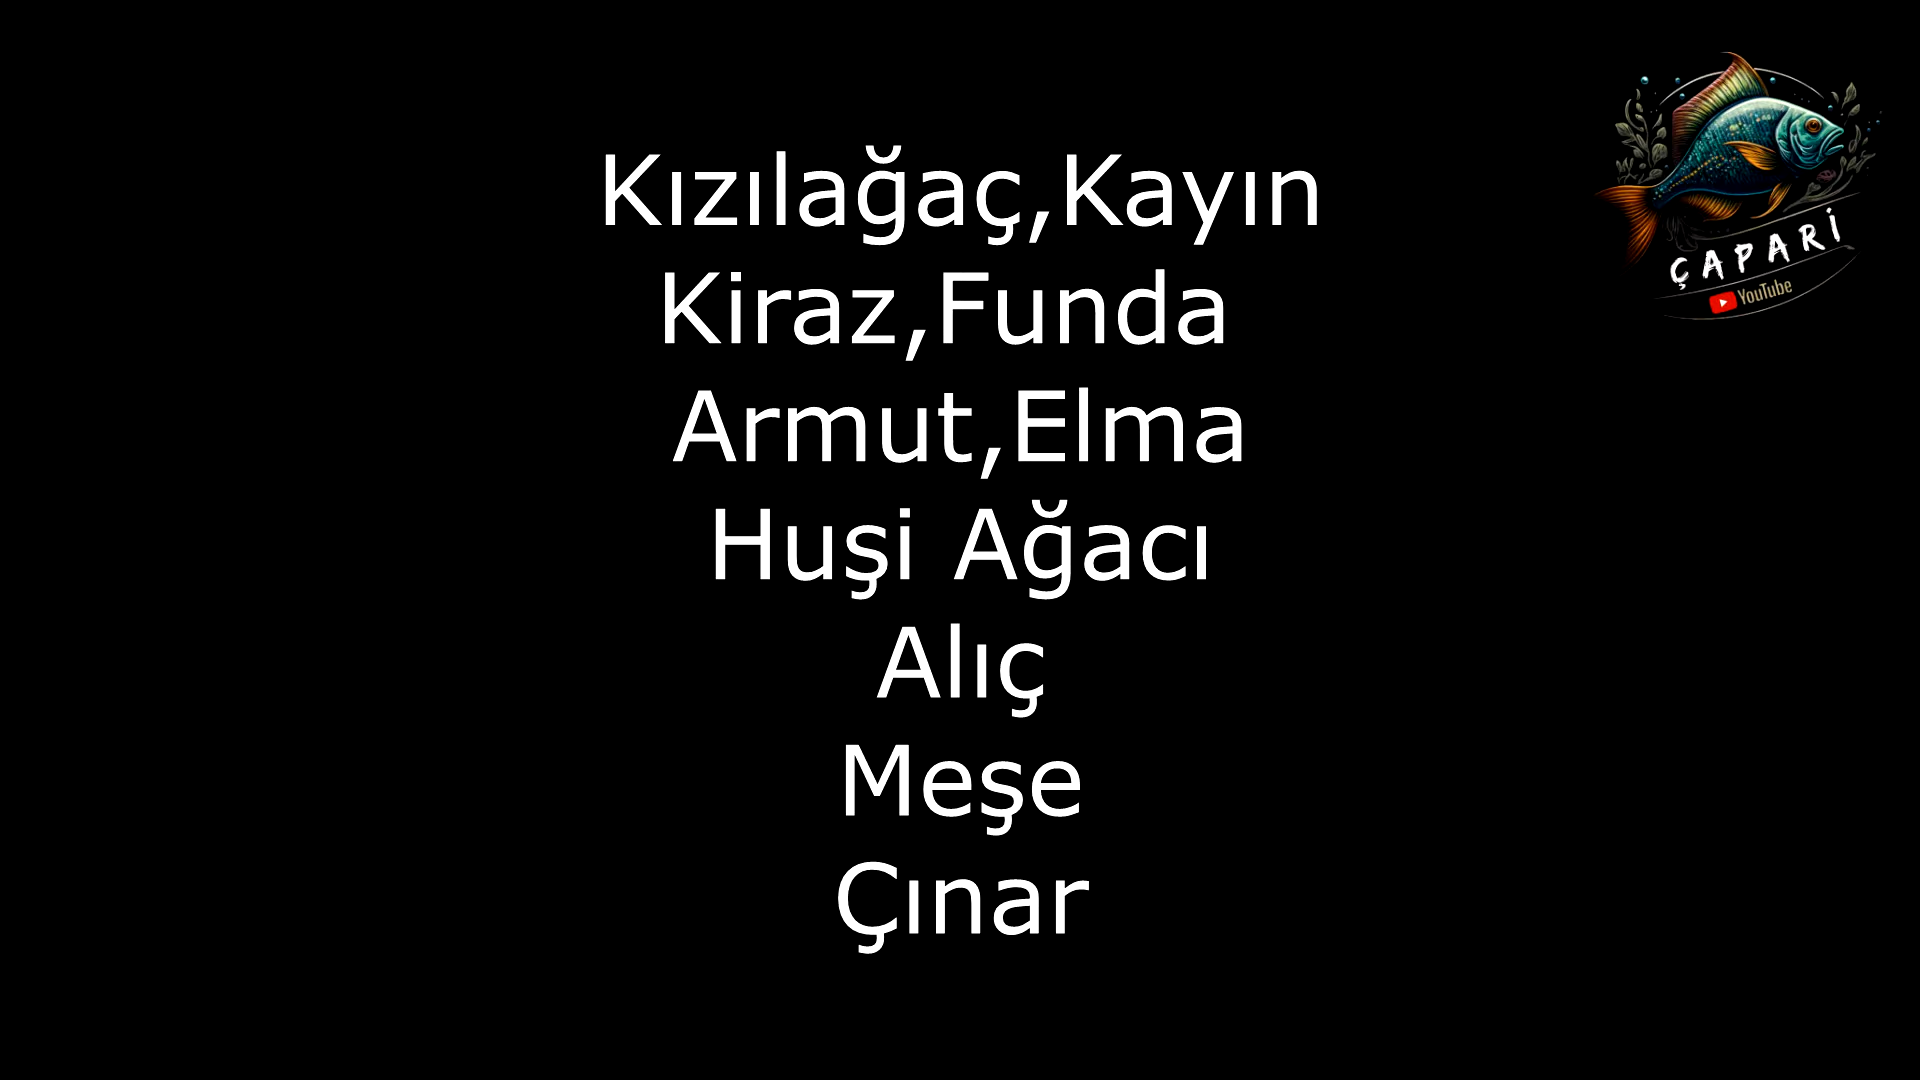 Kızılağaç,Kayın
Kiraz,Funda
Armut,Elma
Huşi Ağacı
Alıç
Meşe
Çınar
ÇAPARİ
YouTube